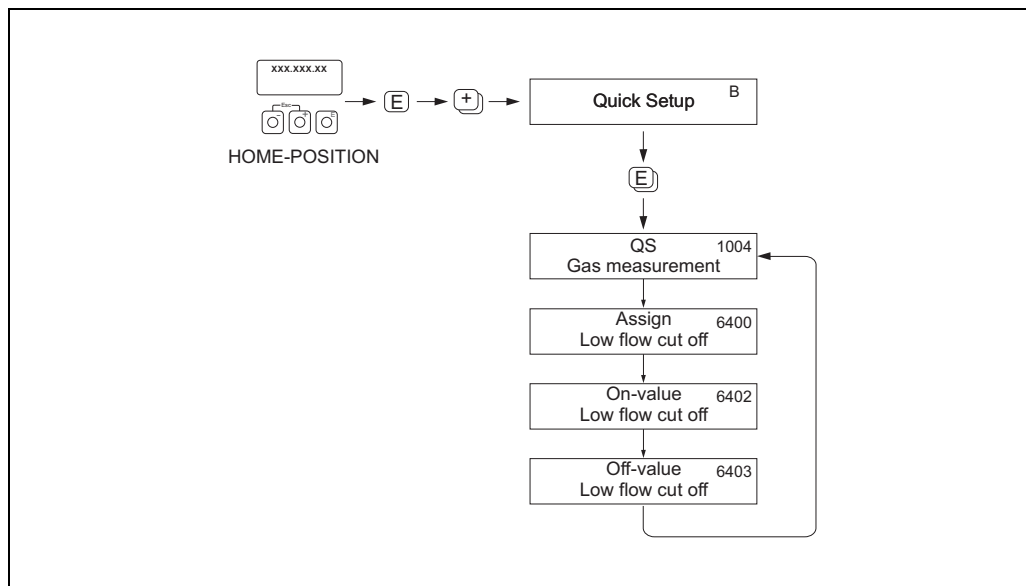 xxx.xxx.xx
Esc
- + E
HOME-POSITION
E
+
Quick Setup B
E
QS 1004
Gas measurement
Assign 6400
Low flow cut off
On-value 6402
Low flow cut off
Off-value 6403
Low flow cut off